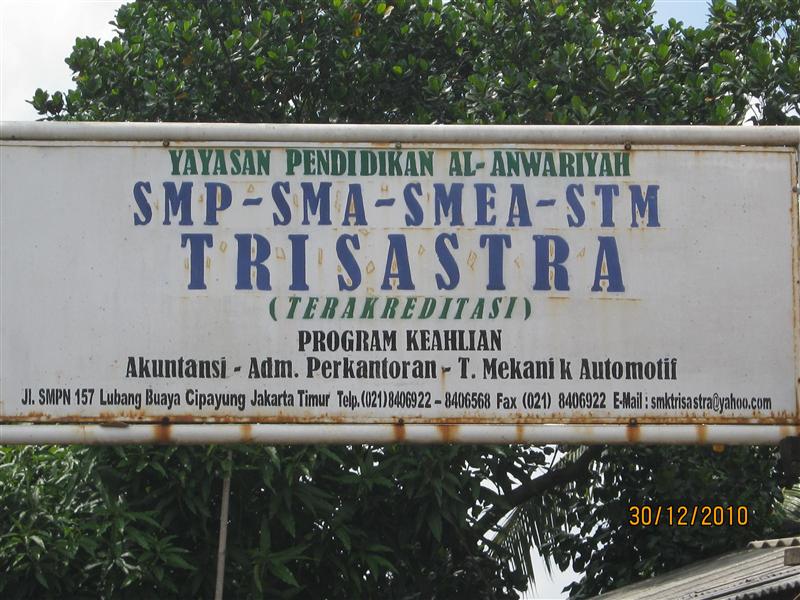 YAYASAN PENDIDIKAN AL-ANWARIYAH
SMP-SMA-SMEA-STM
TRISASTRA
(TERAKREDITASI)
PROGRAM KEAHLIAN
Akuntansi - Adm. Perkantoran - T. Mekanik Automotif
Jl. SMPN 157 Lubang Buaya Cipayung Jakarta Timur Telp.(021)8406922 - 8406568 Fax (021) 8406922 E-Mail : smktrisastra@yahoo.com
30/12/2010